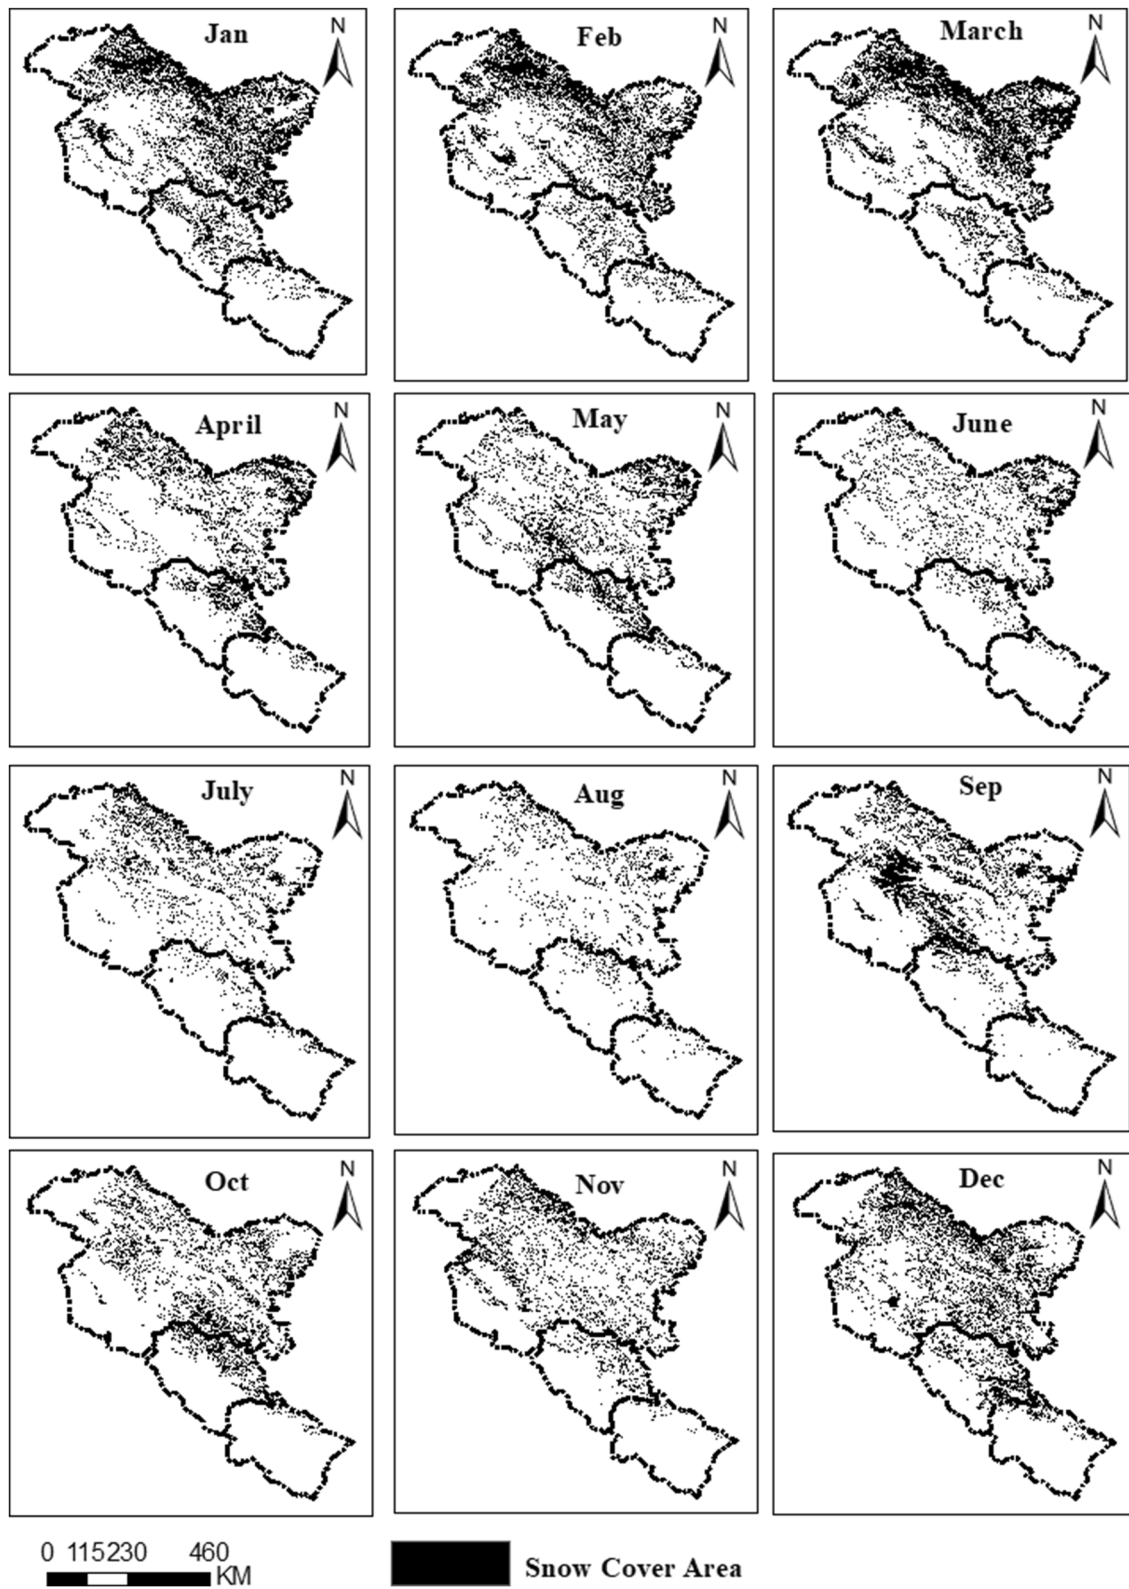 N
Jan
N
Feb
N
March
N
April
N
May
N
June
N
July
N
Aug
N
Sep
N
Oct
N
Nov
N
Dec
0 115230 460
KM
Snow Cover Area